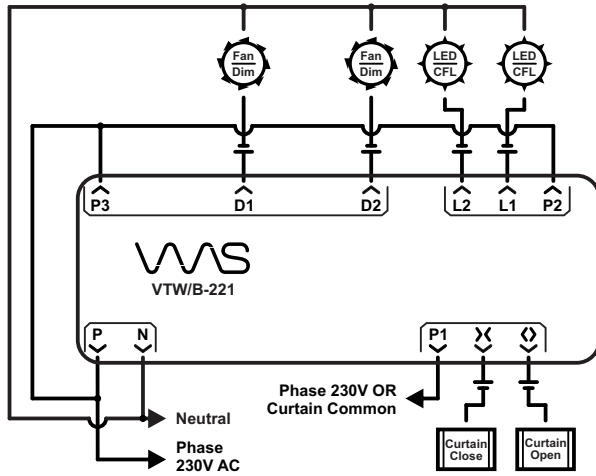 Fan
Dim
Fan
Dim
LED
CFL
LED
CFL
P3
D1
D2
L2
L1
P2
VTW/B-221
P
N
P1
Phase 230V OR
Curtain Common
Neutral
Phase
230V AC
Curtain
Close
Curtain
Open